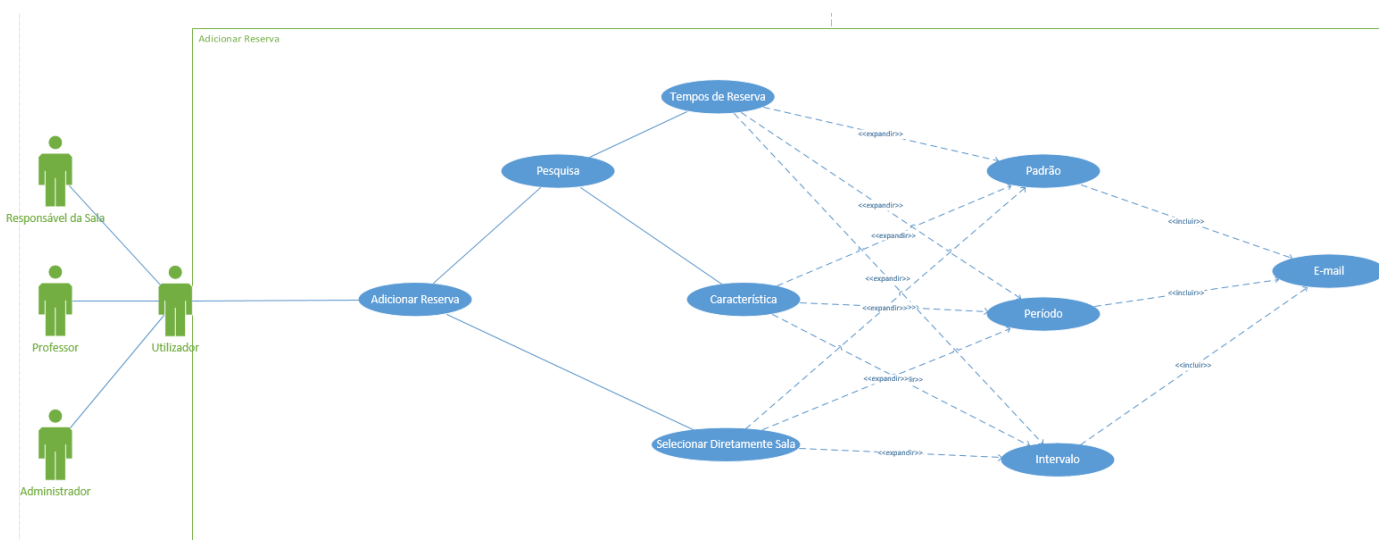 Adicionar Reserva
Tempos de Reserva
<<expandir>>
Pesquisa
Padrão
Responsável da Sala
<<expandir>>
<<incluir>>
<<expandir>>
E-mail
<<expandir>>
<<incluir>>
Adicionar Reserva
Característica
<<expandir>>
Período
Professor
Utilizador
<<incluir>>
<<expandir>>
Selecionar Diretamente Sala
<<expandir>>
Intervalo
Administrador